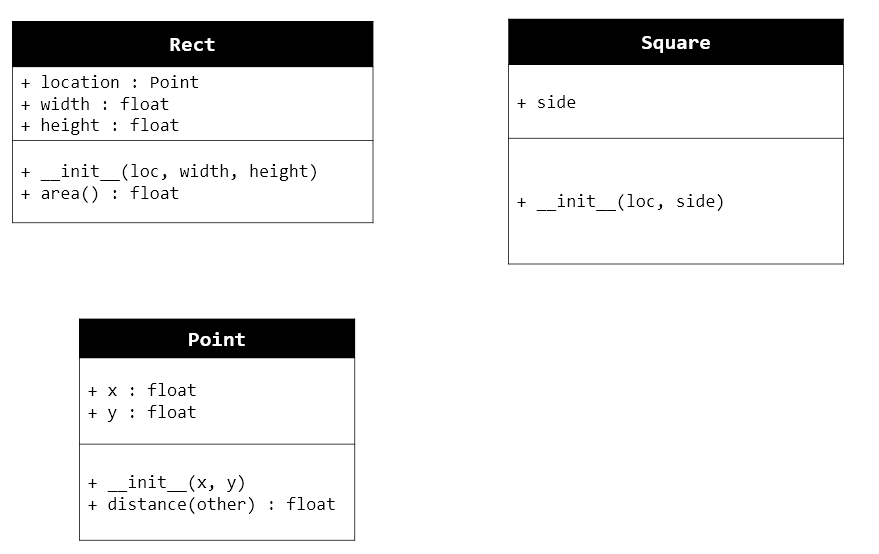 Rect
+ location : Point
+ width : float
+ height : float
+ __init__(loc, width, height)
+ area() : float
Square
+ side
+ __init__(loc, side)
Point
+ x : float
+ y : float
+ __init__(x, y)
+ distance(other) : float